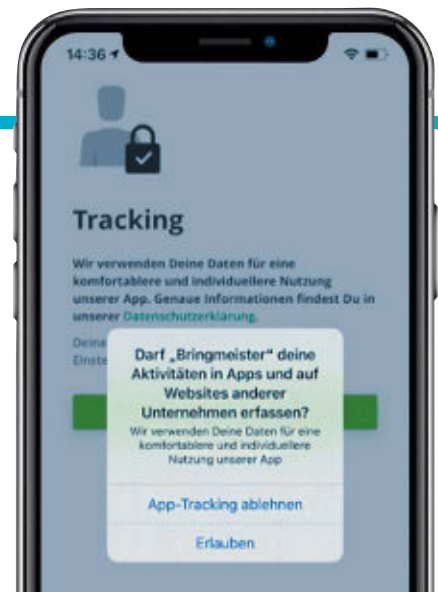 14:36
Tracking
Wir verwenden Deine Daten für eine
komfortablere und individuellere Nutzung
unserer App. Genaue Informationen findest Du in
unserer Datenschutzerklärung.
Deine
Einste
Darf „Bringmeister“ deine
Aktivitäten in Apps und auf
Websites anderer
Unternehmen erfassen?
Wir verwenden Deine Daten für eine
komfortablere und individuellere
Nutzung unserer App
App-Tracking ablehnen
Erlauben